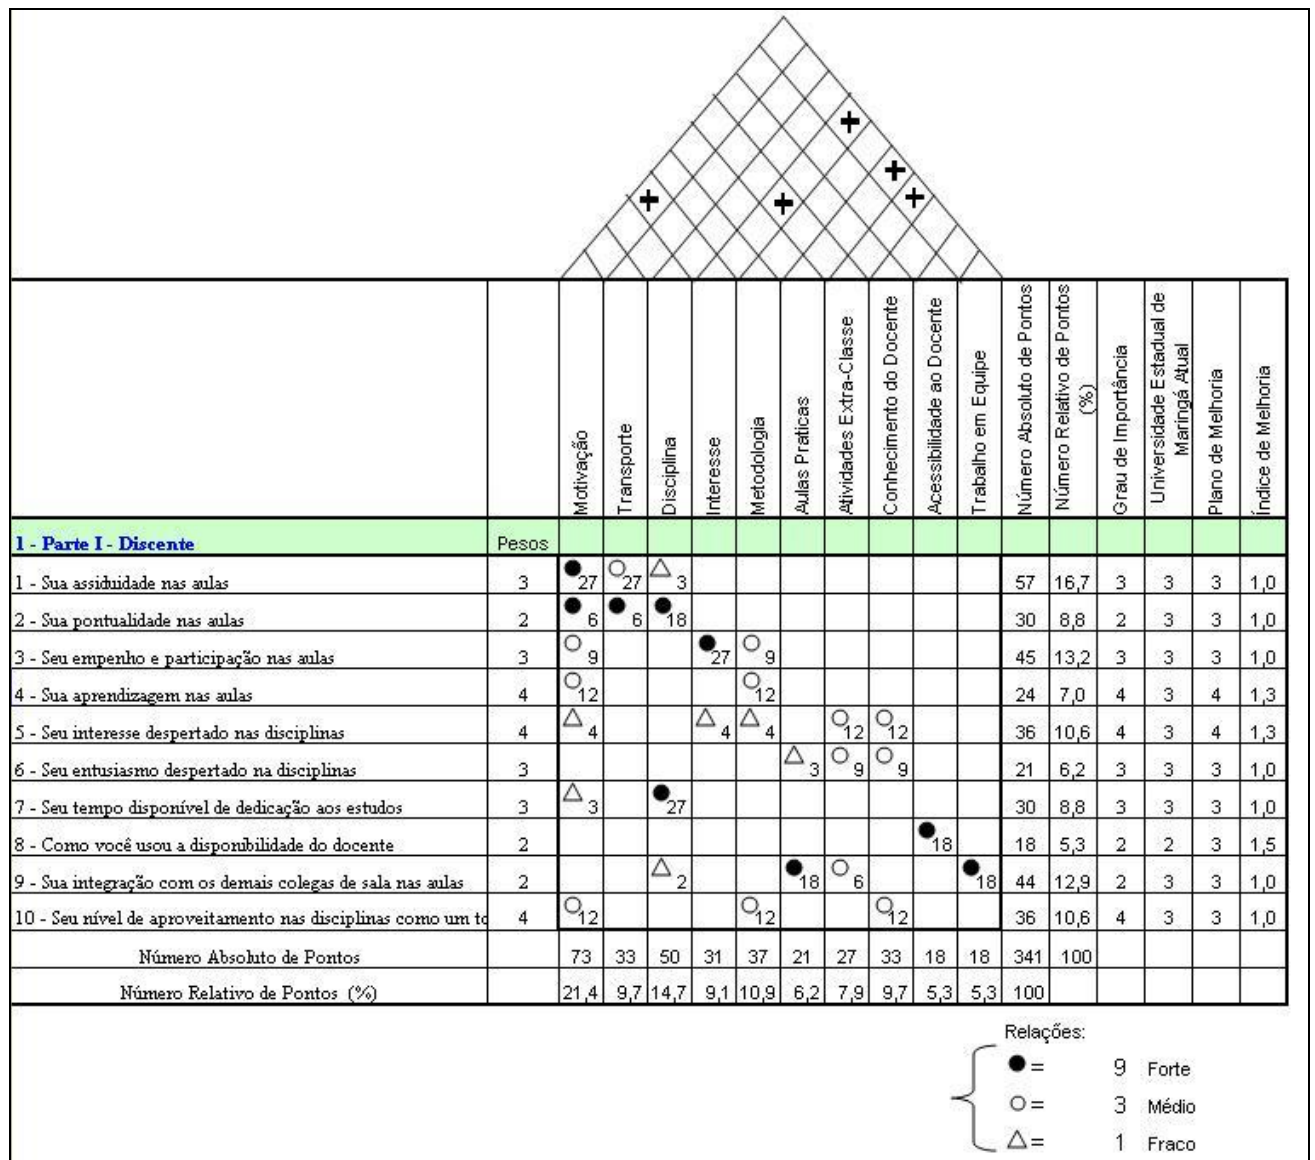 Motivação
Transporte
Disciplina
Interesse
Metodologia
Aulas Praticas
Atividades Extra-Classe
Conhecimento do Docente
Acessibilidade ao Docente
Trabalho em Equipe
Número Absoluto de Pontos
Número Relativo de Pontos
(%)
Grau de Importância
Universidade Estadual de
Maringá Atual
Plano de Melhoria
Índice de Melhoria
1 - Parte I - Discente Pesos
1 - Sua assiduidade nas aulas 3 27 27 3 57 16,7 3 3 3 1,0
2 - Sua pontualidade nas aulas 2 6 6 18 30 8,8 2 3 3 1,0
3 - Seu empenho e participação nas aulas 3 9 27 9 45 13,2 3 3 3 1,0
4 - Sua aprendizagem nas aulas 4 12 12 24 7,0 4 3 4 1,3
5 - Seu interesse despertado nas disciplinas 4 4 4 4 12 12 36 10,6 4 3 4 1,3
6 - Seu entusiasmo despertado na disciplinas 3 3 9 9 21 6,2 3 3 3 1,0
7 - Seu tempo disponível de dedicação aos estudos 3 3 27 30 8,8 3 3 3 1,0
8 - Como você usou a disponibilidade do docente 2 18 18 5,3 2 2 3 1,5
9 - Sua integração com os demais colegas de sala nas aulas 2 2 18 6 18 44 12,9 2 3 3 1,0
10 - Seu nível de aproveitamento nas disciplinas como um to 4 12 12 12 36 10,6 4 3 3 1,0
Número Absoluto de Pontos 73 33 50 31 37 21 27 33 18 18 341 100
Número Relativo de Pontos (%) 21,4 9,7 14,7 9,1 10,9 6,2 7,9 9,7 5,3 5,3 100
Relações:
● = 9 Forte
○ = 3 Médio
△ = 1 Fraco